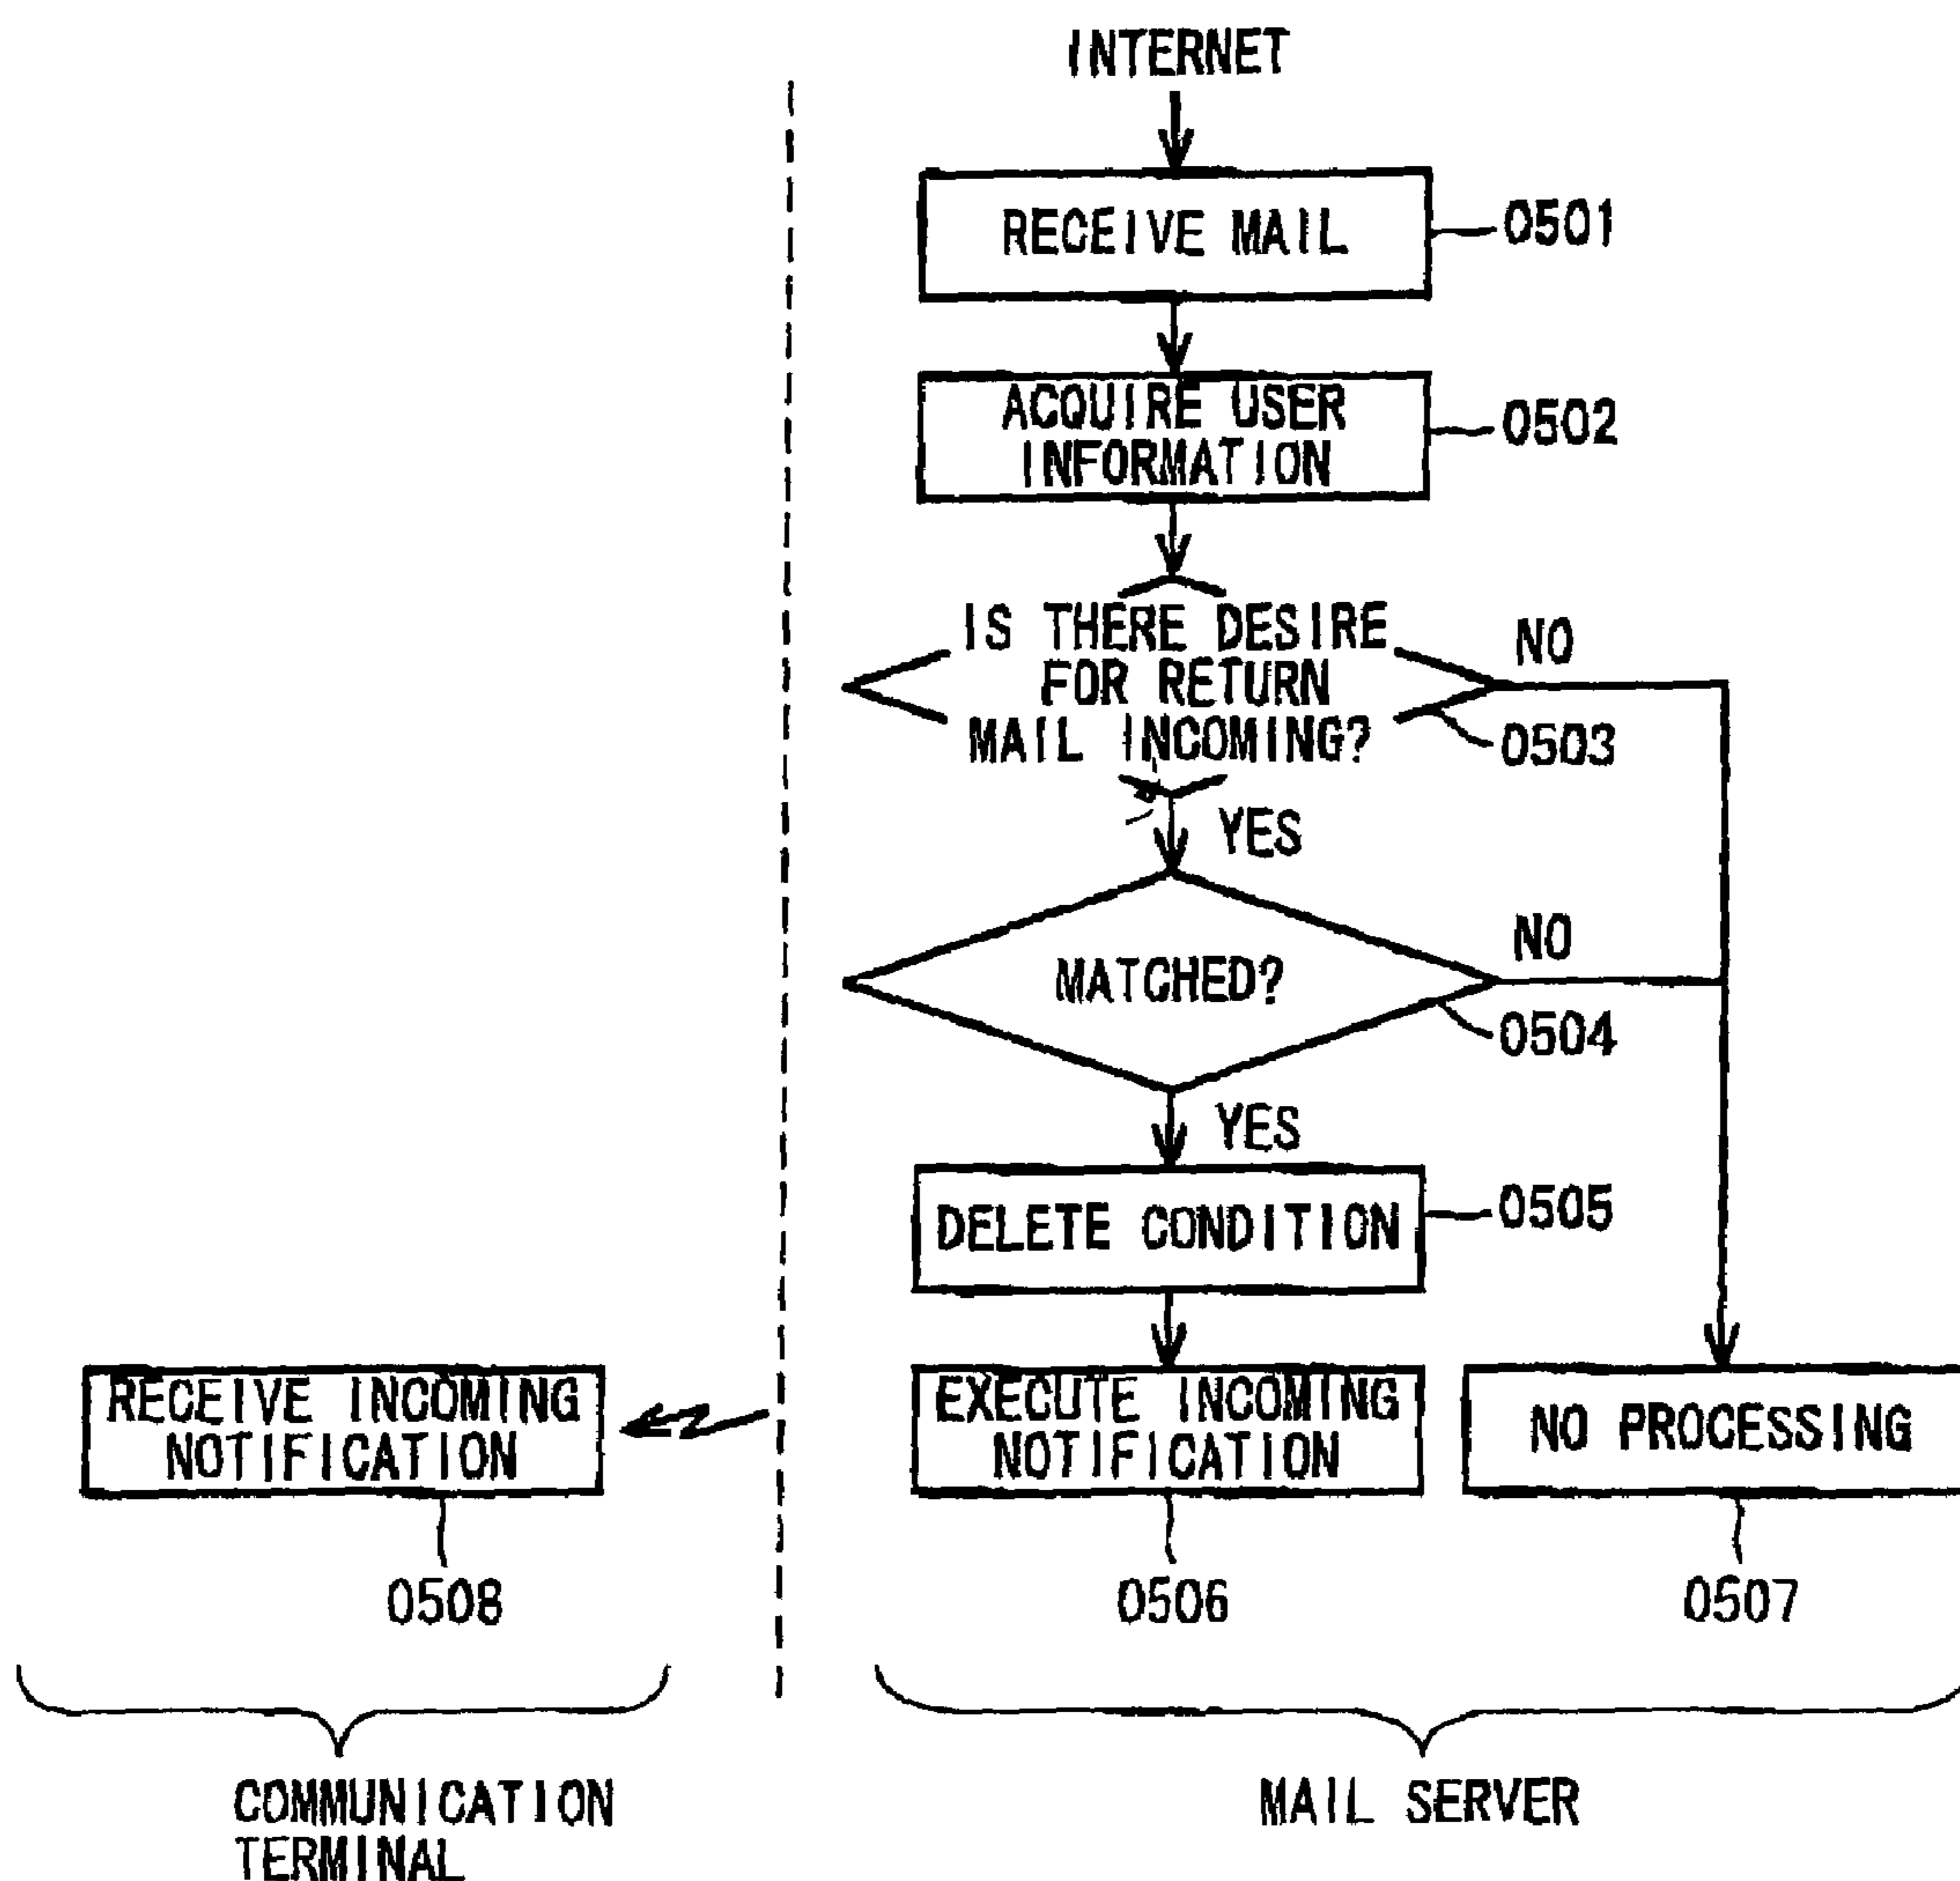 INTERNET
RECEIVE MAIL
0501
ACQUIRE USER
INFORMATION
0502
IS THERE DESIRE
FOR RETURN
MAIL INCOMING?
NO
0503
YES
MATCHED?
NO
0504
YES
DELETE CONDITION
0505
RECEIVE INCOMING
NOTIFICATION
0508
EXECUTE INCOMING
NOTIFICATION
0506
NO PROCESSING
0507
COMMUNICATION
TERMINAL
MAIL SERVER